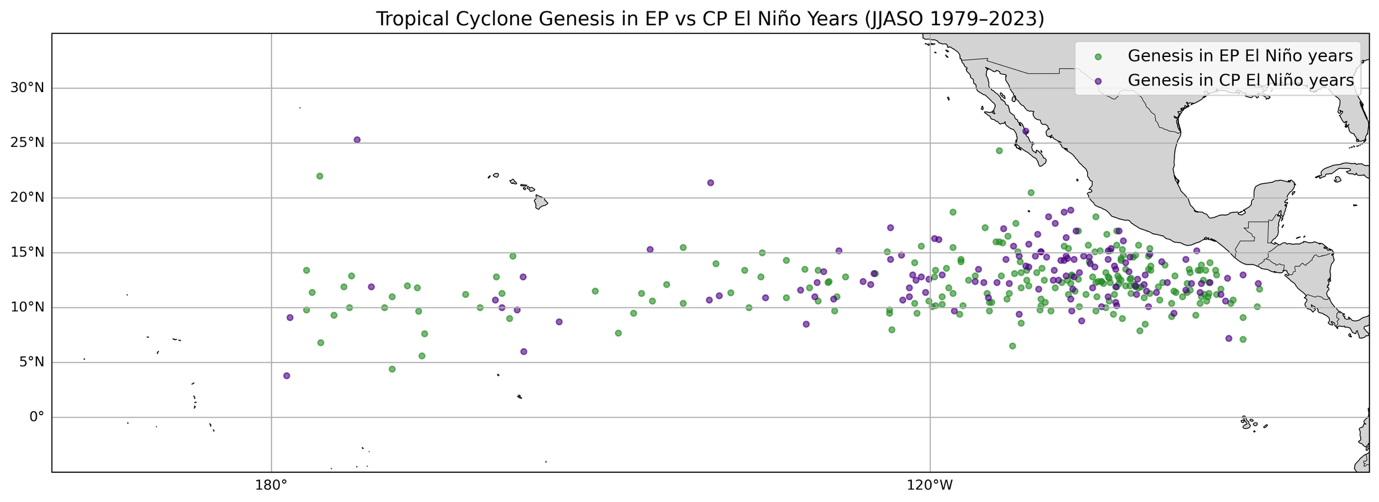 Tropical Cyclone Genesis in EP vs CP El Niño Years (JJASO 1979–2023)
Genesis in EP El Niño years
Genesis in CP El Niño years
30°N
25°N
20°N
15°N
10°N
5°N
0°
180°
120°W